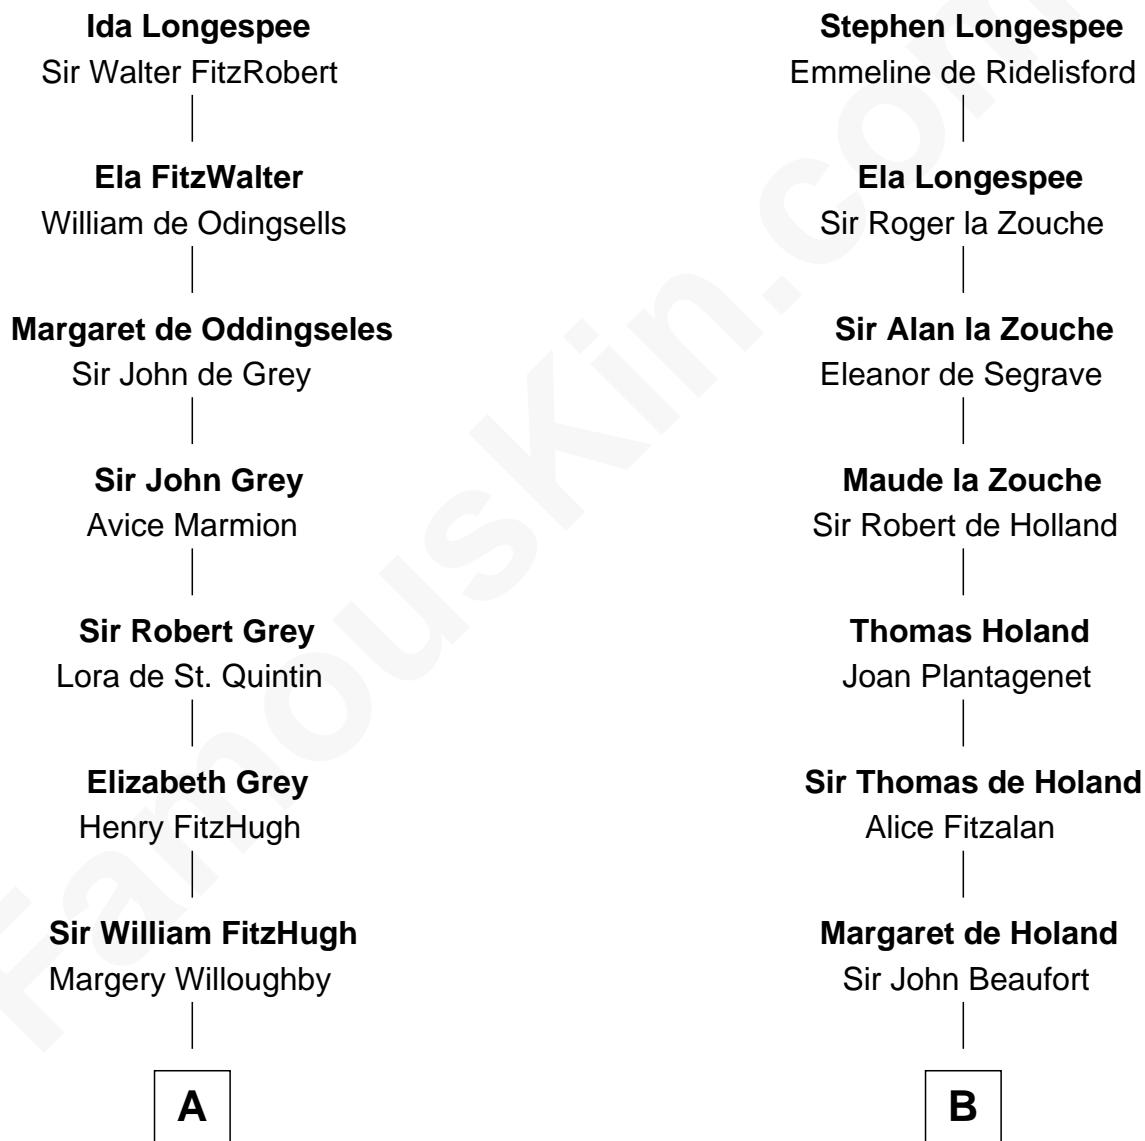 Ida Longespee
Sir Walter FitzRobert
Ela FitzWalter
William de Odingsells
Margaret de Oddingseles
Sir John de Grey
Sir John Grey
Avice Marmion
Sir Robert Grey
Lora de St. Quintin
Elizabeth Grey
Henry FitzHugh
Sir William FitzHugh
Margery Willoughby
A
Stephen Longespee
Emmeline de Ridelisford
Ela Longespee
Sir Roger la Zouche
Sir Alan la Zouche
Eleanor de Segrave
Maude la Zouche
Sir Robert de Holland
Thomas Holand
Joan Plantagenet
Sir Thomas de Holand
Alice Fitzalan
Margaret de Holand
Sir John Beaufort
B
FamousKin.com